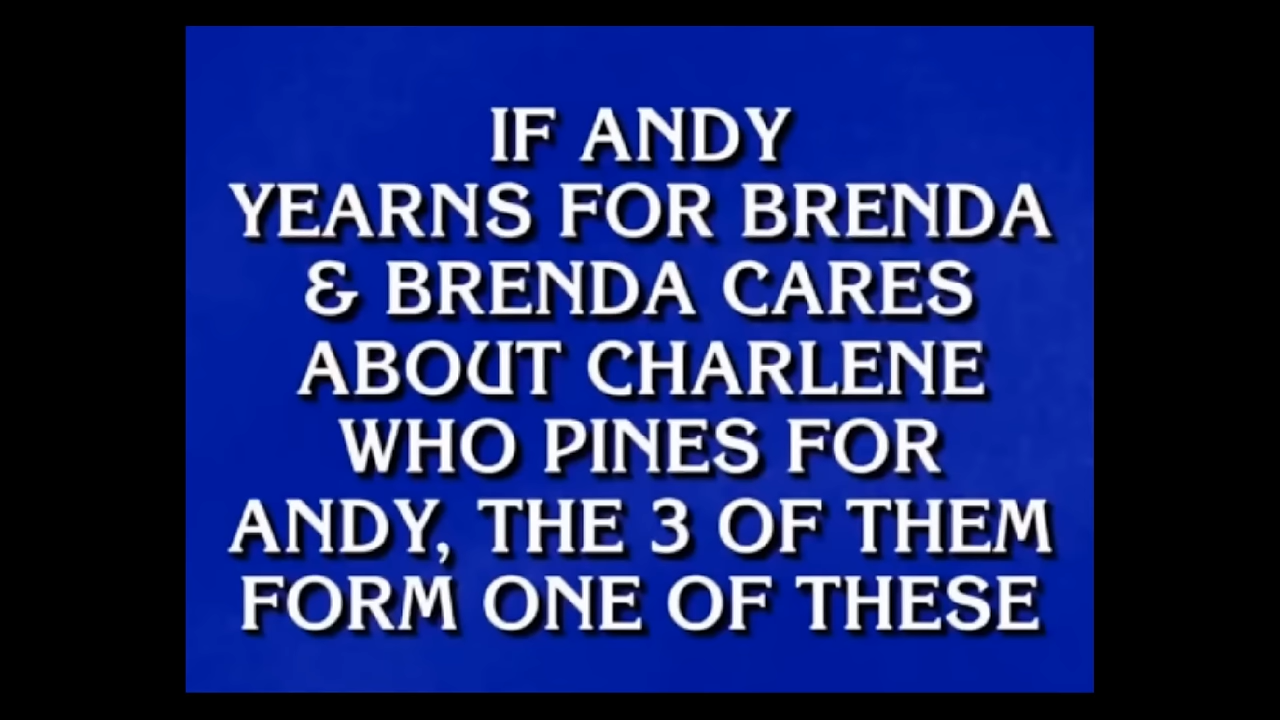 IF ANDY
YEARNS FOR BRENDA
& BRENDA CARES
ABOUT CHARLENE
WHO PINES FOR
ANDY, THE 3 OF THEM
FORM ONE OF THESE